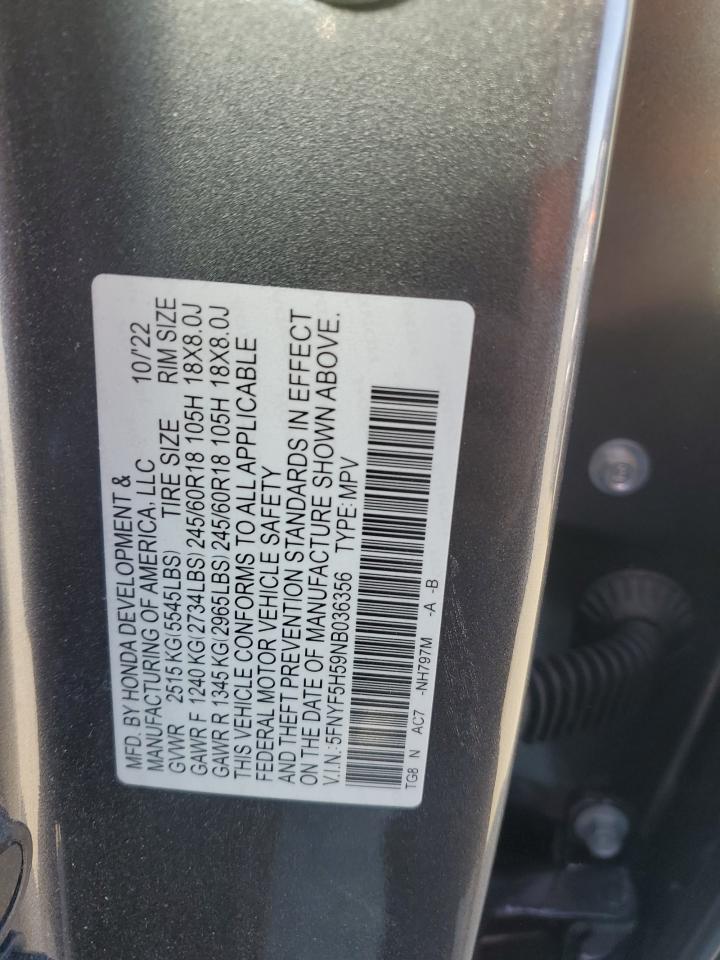 MFD. BY HONDA DEVELOPMENT & 10/'22
MANUFACTURING OF AMERICA, LLC
GVWR 2515 KG(5545LBS) TIRE SIZE RIM SIZE
GAWR F 1240 KG(2734LBS) 245/60R18 105H 18X8.0J
GAWR R 1345 KG(2965LBS) 245/60R18 105H 18X8.0J
THIS VEHICLE CONFORMS TO ALL APPLICABLE
FEDERAL MOTOR VEHICLE SAFETY
AND THEFT PREVENTION STANDARDS IN EFFECT
ON THE DATE OF MANUFACTURE SHOWN ABOVE.
V.I.N.:5FNYF5H59NB036356 TYPE:MPV
TG8 N AC7 -NH797M -A -B